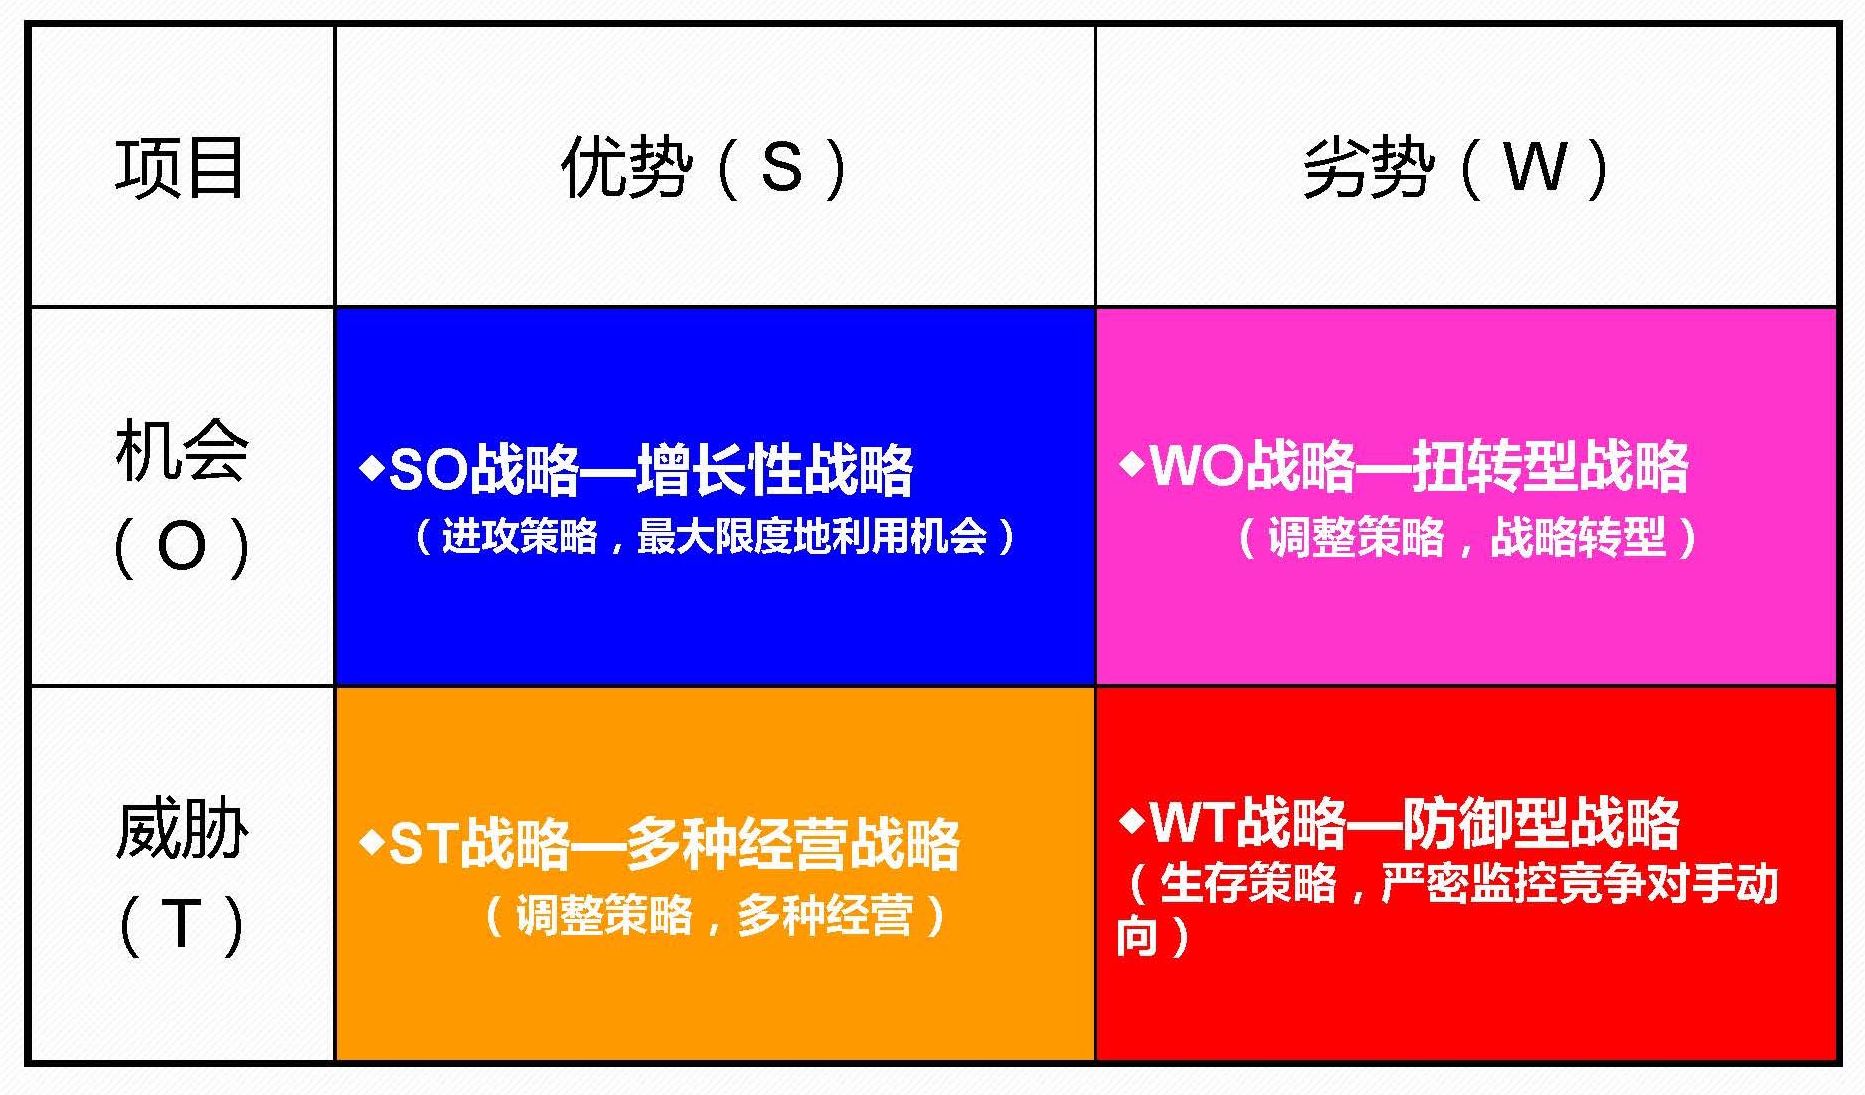 项目
优势（S）
劣势（W）
机会
（O）
◆SO战略—增长性战略
（进攻策略，最大限度地利用机会）
◆WO战略—扭转型战略
（调整策略，战略转型）
威胁
（T）
◆ST战略—多种经营战略
（调整策略，多种经营）
◆WT战略—防御型战略
（生存策略，严密监控竞争对手动
向）